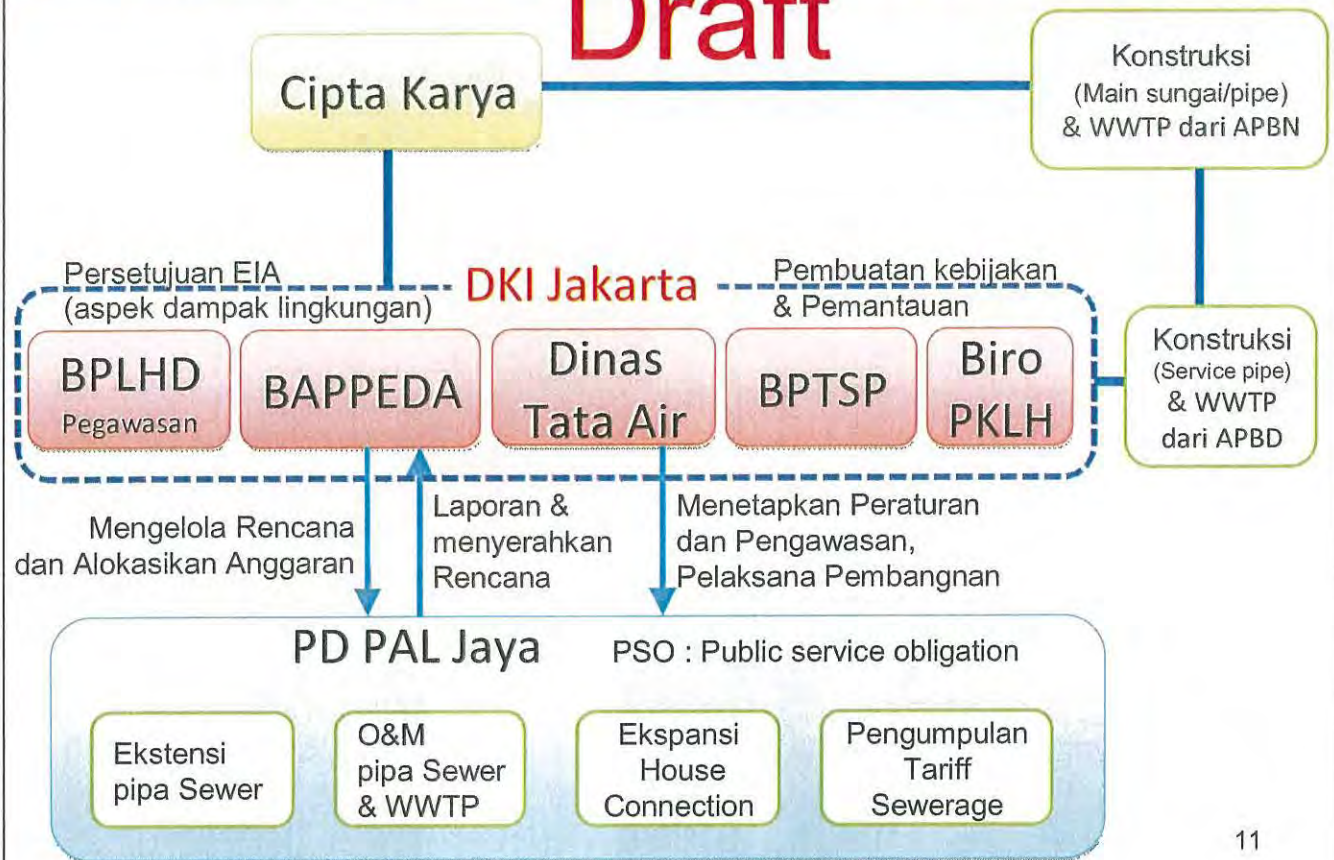 Draft
Cipta Karya
Konstruksi
(Main sungai/pipe)
& WWTP dari APBN
Persetujuan EIA
(aspek dampak lingkungan)
DKI Jakarta
Pembuatan kebijakan
& Pemantauan
BPLHD
Pegawasan
BAPPEDA
Dinas
Tata Air
BPTSP
Biro
PKLH
Konstruksi
(Service pipe)
& WWTP
dari APBD
Mengelola Rencana
dan Alokasikan Anggaran
Laporan &
menyerahkan
Rencana
Menetapkan Peraturan
dan Pengawasan,
Pelaksana Pembangnan
PD PAL Jaya
PSO : Public service obligation
Ekstensi
pipa Sewer
O&M
pipa Sewer
& WWTP
Ekspansi
House
Connection
Pengumpulan
Tariff
Sewerage
11